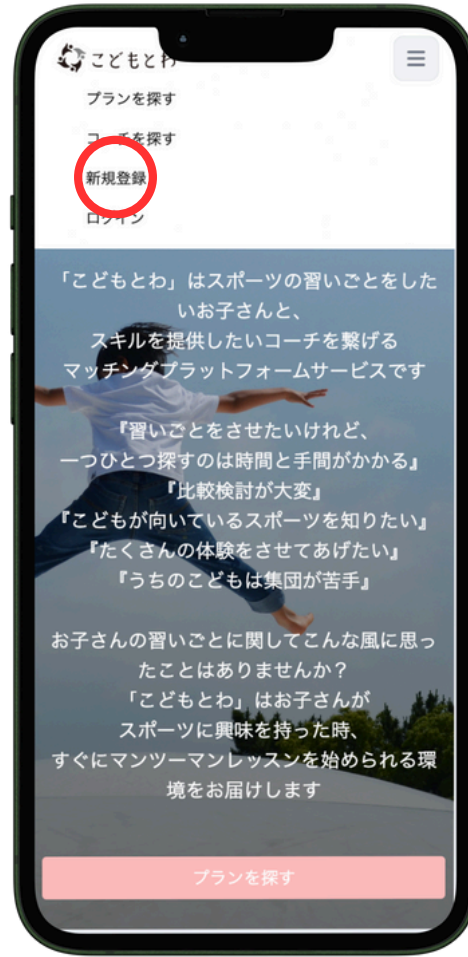 こどもとわ
プランを探す
コーチを探す
新規登録
ログイン
「こどもとわ」はスポーツの習いごとをした
いお子さんと、
スキルを提供したいコーチを繋げる
マッチングプラットフォームサービスです
『習いごとをさせたいけれど、
一つひとつ探すのは時間と手間がかかる』
『比較検討が大変』
『こどもが向いているスポーツを知りたい』
『たくさんの体験をさせてあげたい』
『うちのこどもは集団が苦手』
お子さんの習いごとに関してこんな風に思っ
たことはありませんか？
「こどもとわ」はお子さんが
スポーツに興味を持った時、
すぐにマンツーマンレッスンを始められる環
境をお届けします
プランを探す